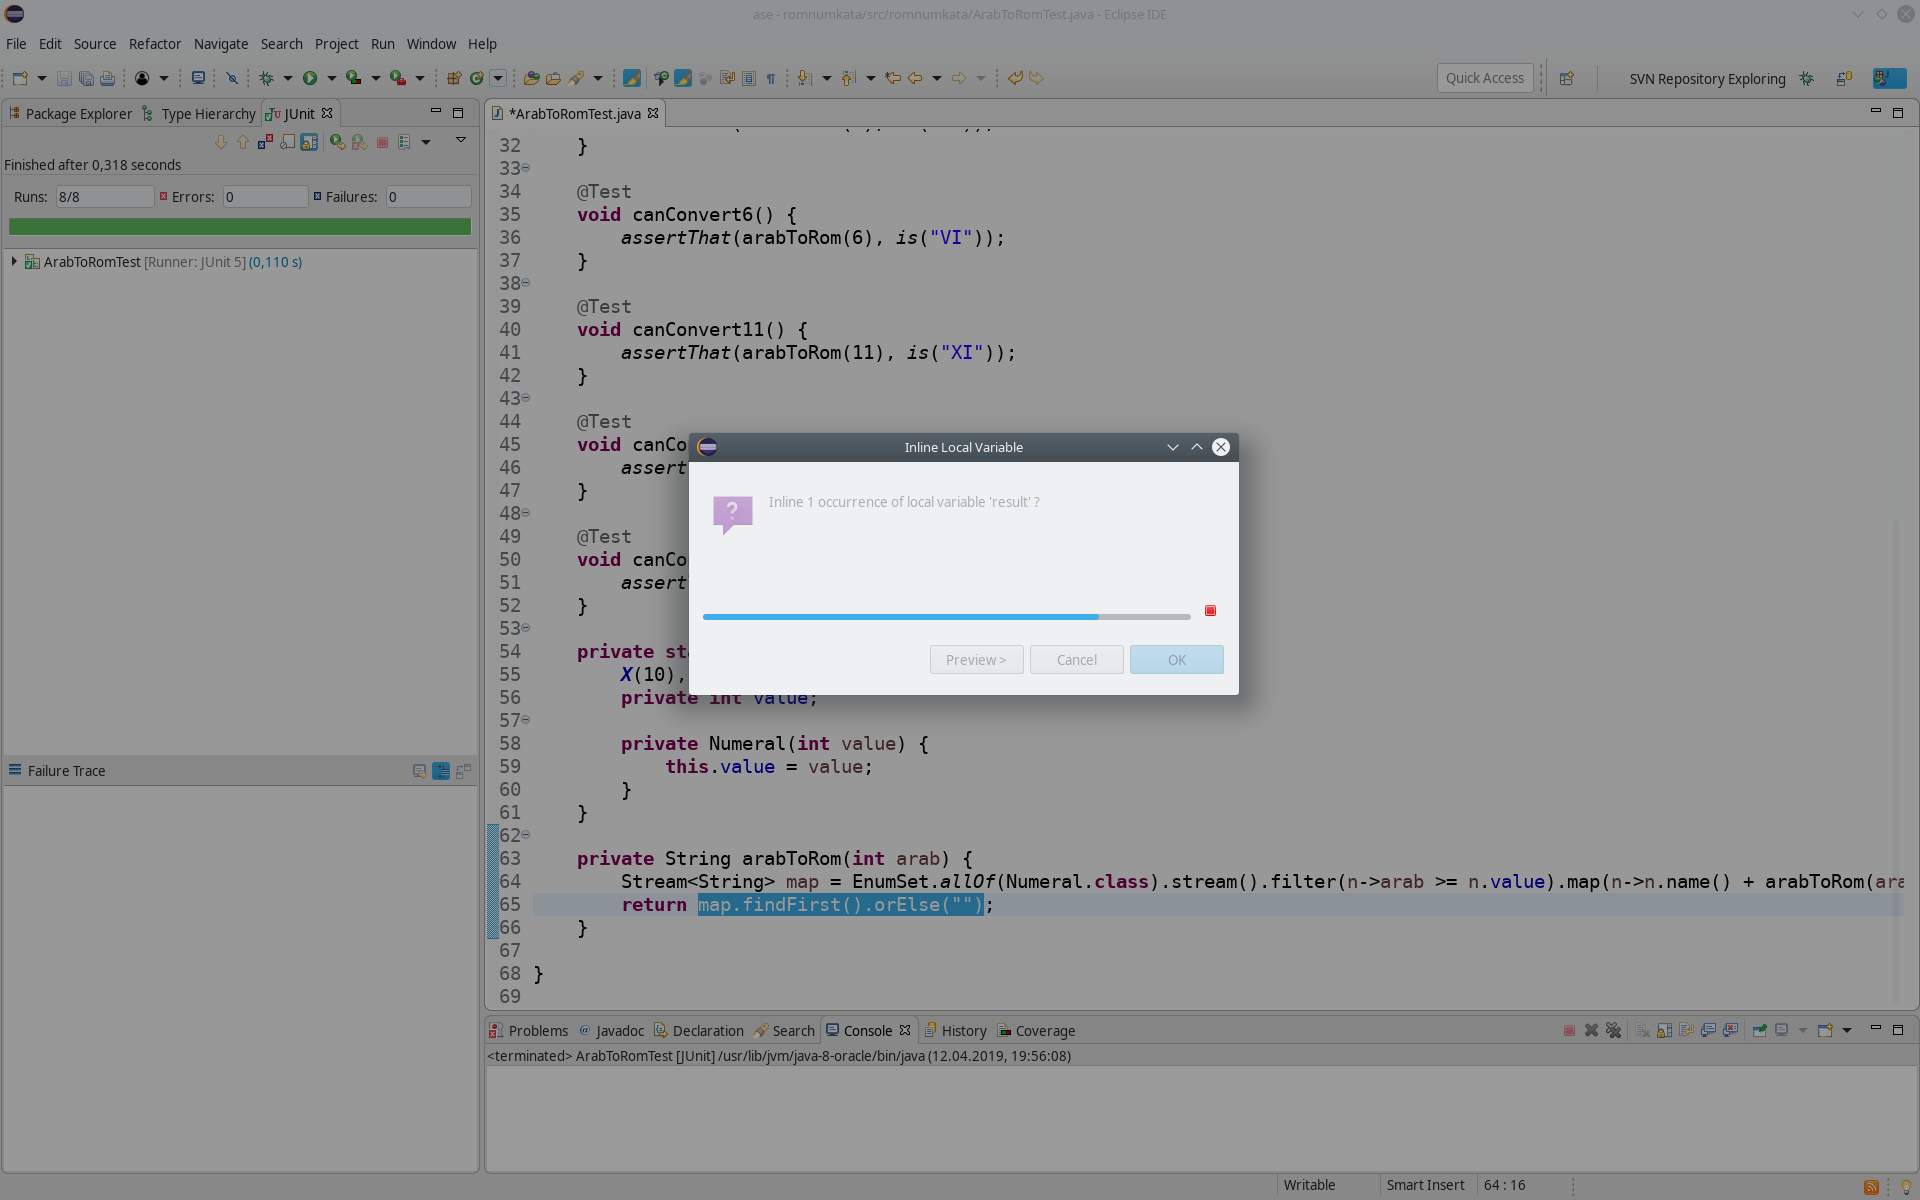 ase - romnumkata/src/romnumkata/ArabToRomTest.java - Eclipse IDE
File Edit Source Refactor Navigate Search Project Run Window Help
Quick Access
SVN Repository Exploring
Package Explorer Type Hierarchy JUnit
*ArabToRomTest.java
Finished after 0,318 seconds
Runs: 8/8 Errors: 0 Failures: 0
ArabToRomTest [Runner: JUnit 5] (0,110 s)
Failure Trace
32 }
33
34 @Test
35 void canConvert6() {
36 assertThat(arabToRom(6), is("VI"));
37 }
38
39 @Test
40 void canConvert11() {
41 assertThat(arabToRom(11), is("XI"));
42 }
43
44 @Test
45 void canCo
46 assert
47 }
48
49 @Test
50 void canCo
51 assert
52 }
53
54 private st
55 X(10),
56 private int value;
57
58 private Numeral(int value) {
59 this.value = value;
60 }
61 }
62
63 private String arabToRom(int arab) {
64 Stream<String> map = EnumSet.allOf(Numeral.class).stream().filter(n->arab >= n.value).map(n->n.name() + arabToRom(ara
65 return map.findFirst().orElse("");
66 }
67
68 }
69
Inline Local Variable
Inline 1 occurrence of local variable 'result' ?
Preview > Cancel OK
Problems @ Javadoc Declaration Search Console History Coverage
<terminated> ArabToRomTest [JUnit] /usr/lib/jvm/java-8-oracle/bin/java (12.04.2019, 19:56:08)
Writable Smart Insert 64 : 16